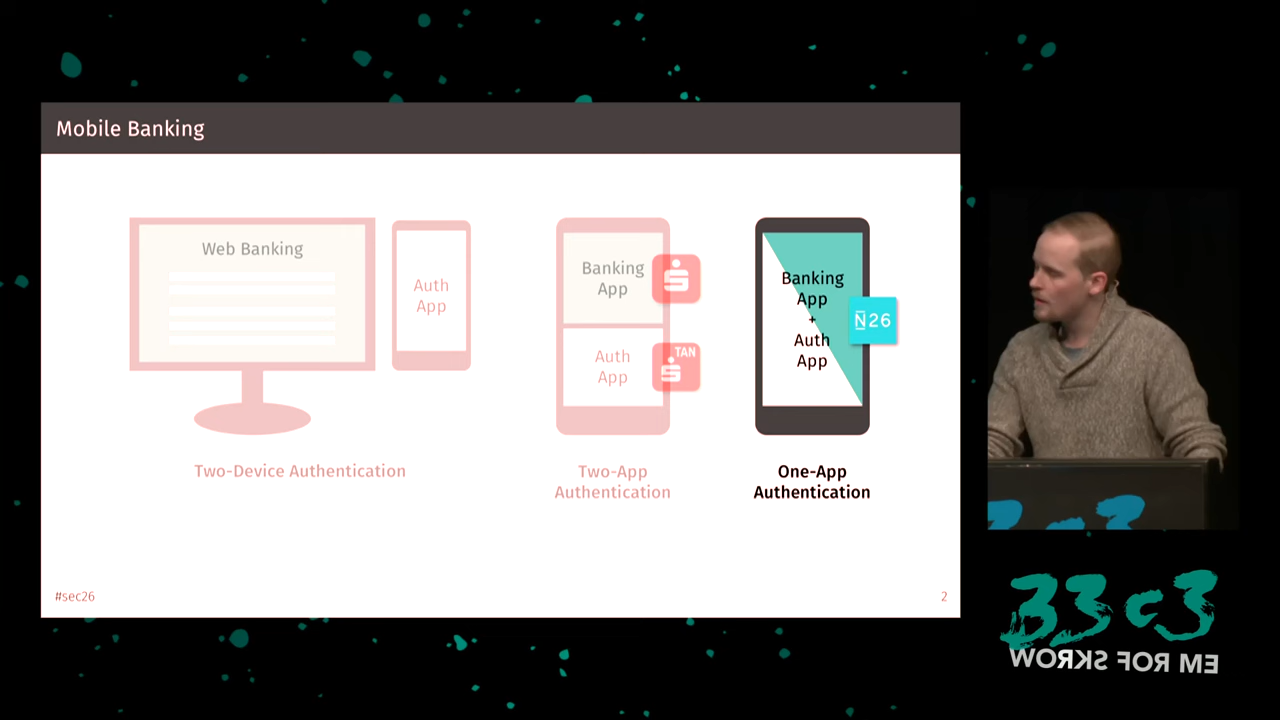 Mobile Banking
Web Banking
Auth
App
Banking
App
Auth
App
TAN
Banking
App
+
Auth
App
N26
Two-Device Authentication
Two-App
Authentication
One-App
Authentication
#sec26
2
33c3
33c3
WORKS FOR ME